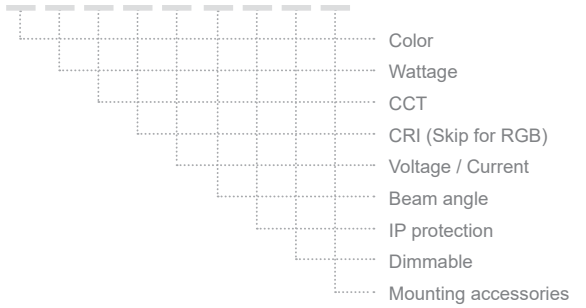 Color
Wattage
CCT
CRI (Skip for RGB)
Voltage / Current
Beam angle
IP protection
Dimmable
Mounting accessories